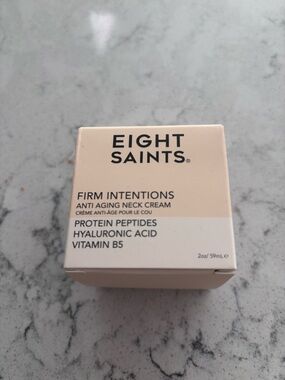 EIGHT
SAINTS®
FIRM INTENTIONS
ANTI AGING NECK CREAM
CRÈME ANTI-ÂGE POUR LE COU
PROTEIN PEPTIDES
HYALURONIC ACID
VITAMIN B5
2oz/ 59mL e